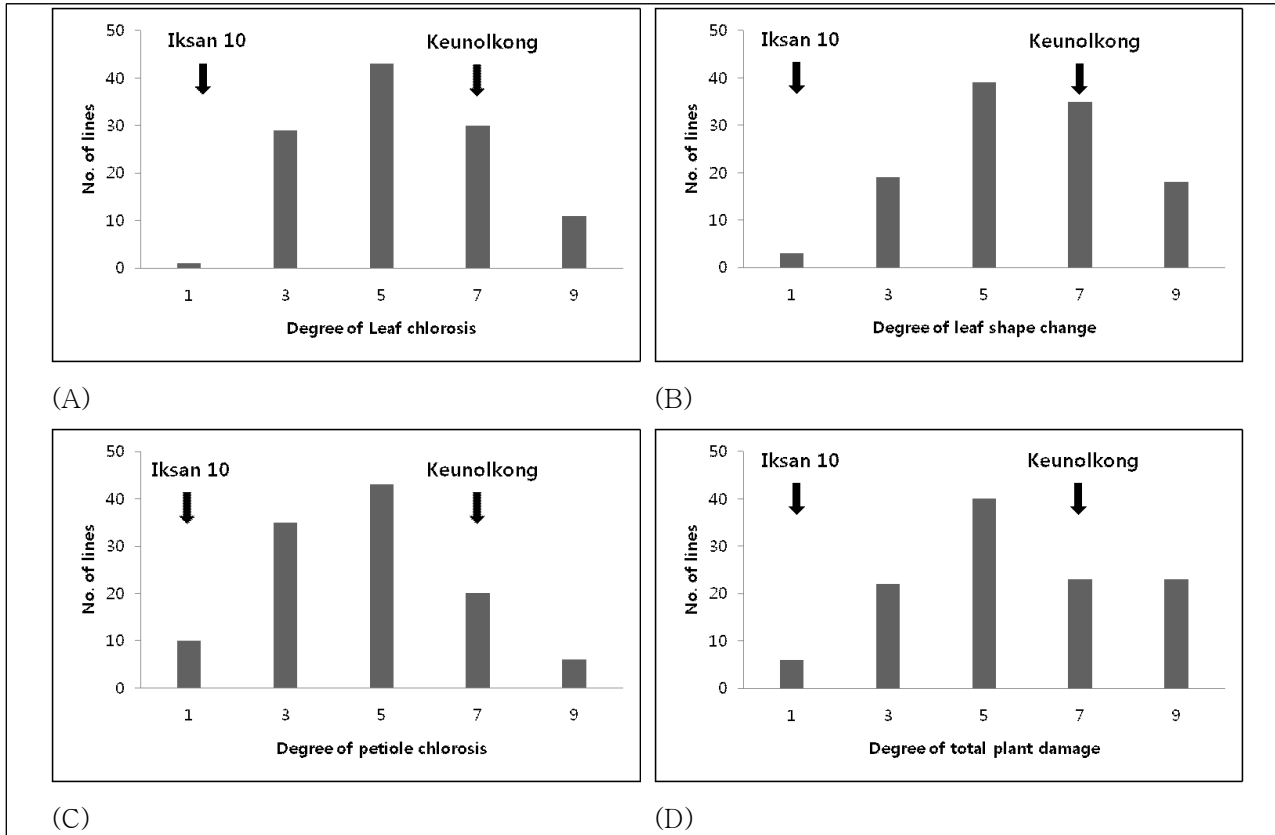 Iksan 10
Keunolkong
50
40
30
20
10
0
No. of lines
1 3 5 7 9
Degree of Leaf chlorosis
(A)
Iksan 10
Keunolkong
50
40
30
20
10
0
No. of lines
1 3 5 7 9
Degree of leaf shape change
(B)
Iksan 10
Keunolkong
50
40
30
20
10
0
No. of lines
1 3 5 7 9
Degree of petiole chlorosis
(C)
Iksan 10
Keunolkong
50
40
30
20
10
0
No. of lines
1 3 5 7 9
Degree of total plant damage
(D)